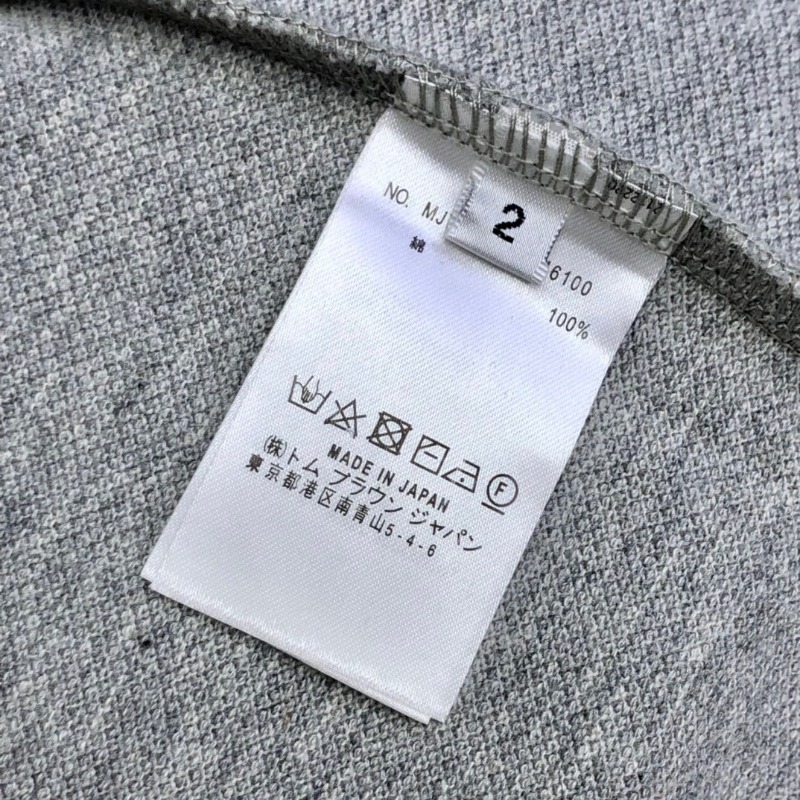 2
NO. MJ 6100
綿 100%
F
MADE IN JAPAN
(株)トム ブラウン ジャパン
東京都港区南青山5-4-6